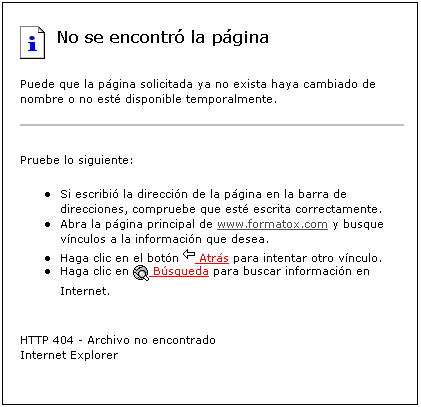 No se encontró la página
Puede que la página solicitada ya no exista haya cambiado de
nombre o no esté disponible temporalmente.
Pruebe lo siguiente:
Si escribió la dirección de la página en la barra de
direcciones, compruebe que esté escrita correctamente.
Abra la página principal de www.formatox.com y busque
vínculos a la información que desea.
Haga clic en el botón Atrás para intentar otro vínculo.
Haga clic en Búsqueda para buscar información en
Internet.
HTTP 404 - Archivo no encontrado
Internet Explorer